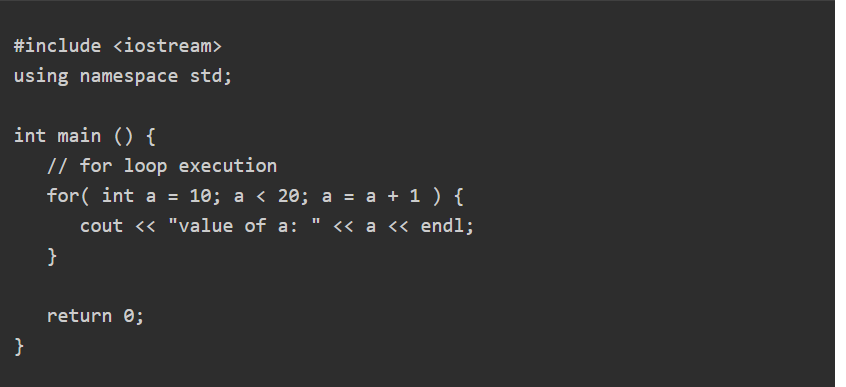 #include <iostream>
using namespace std;
int main () {
// for loop execution
for( int a = 10; a < 20; a = a + 1 ) {
cout << "value of a: " << a << endl;
}
return 0;
}